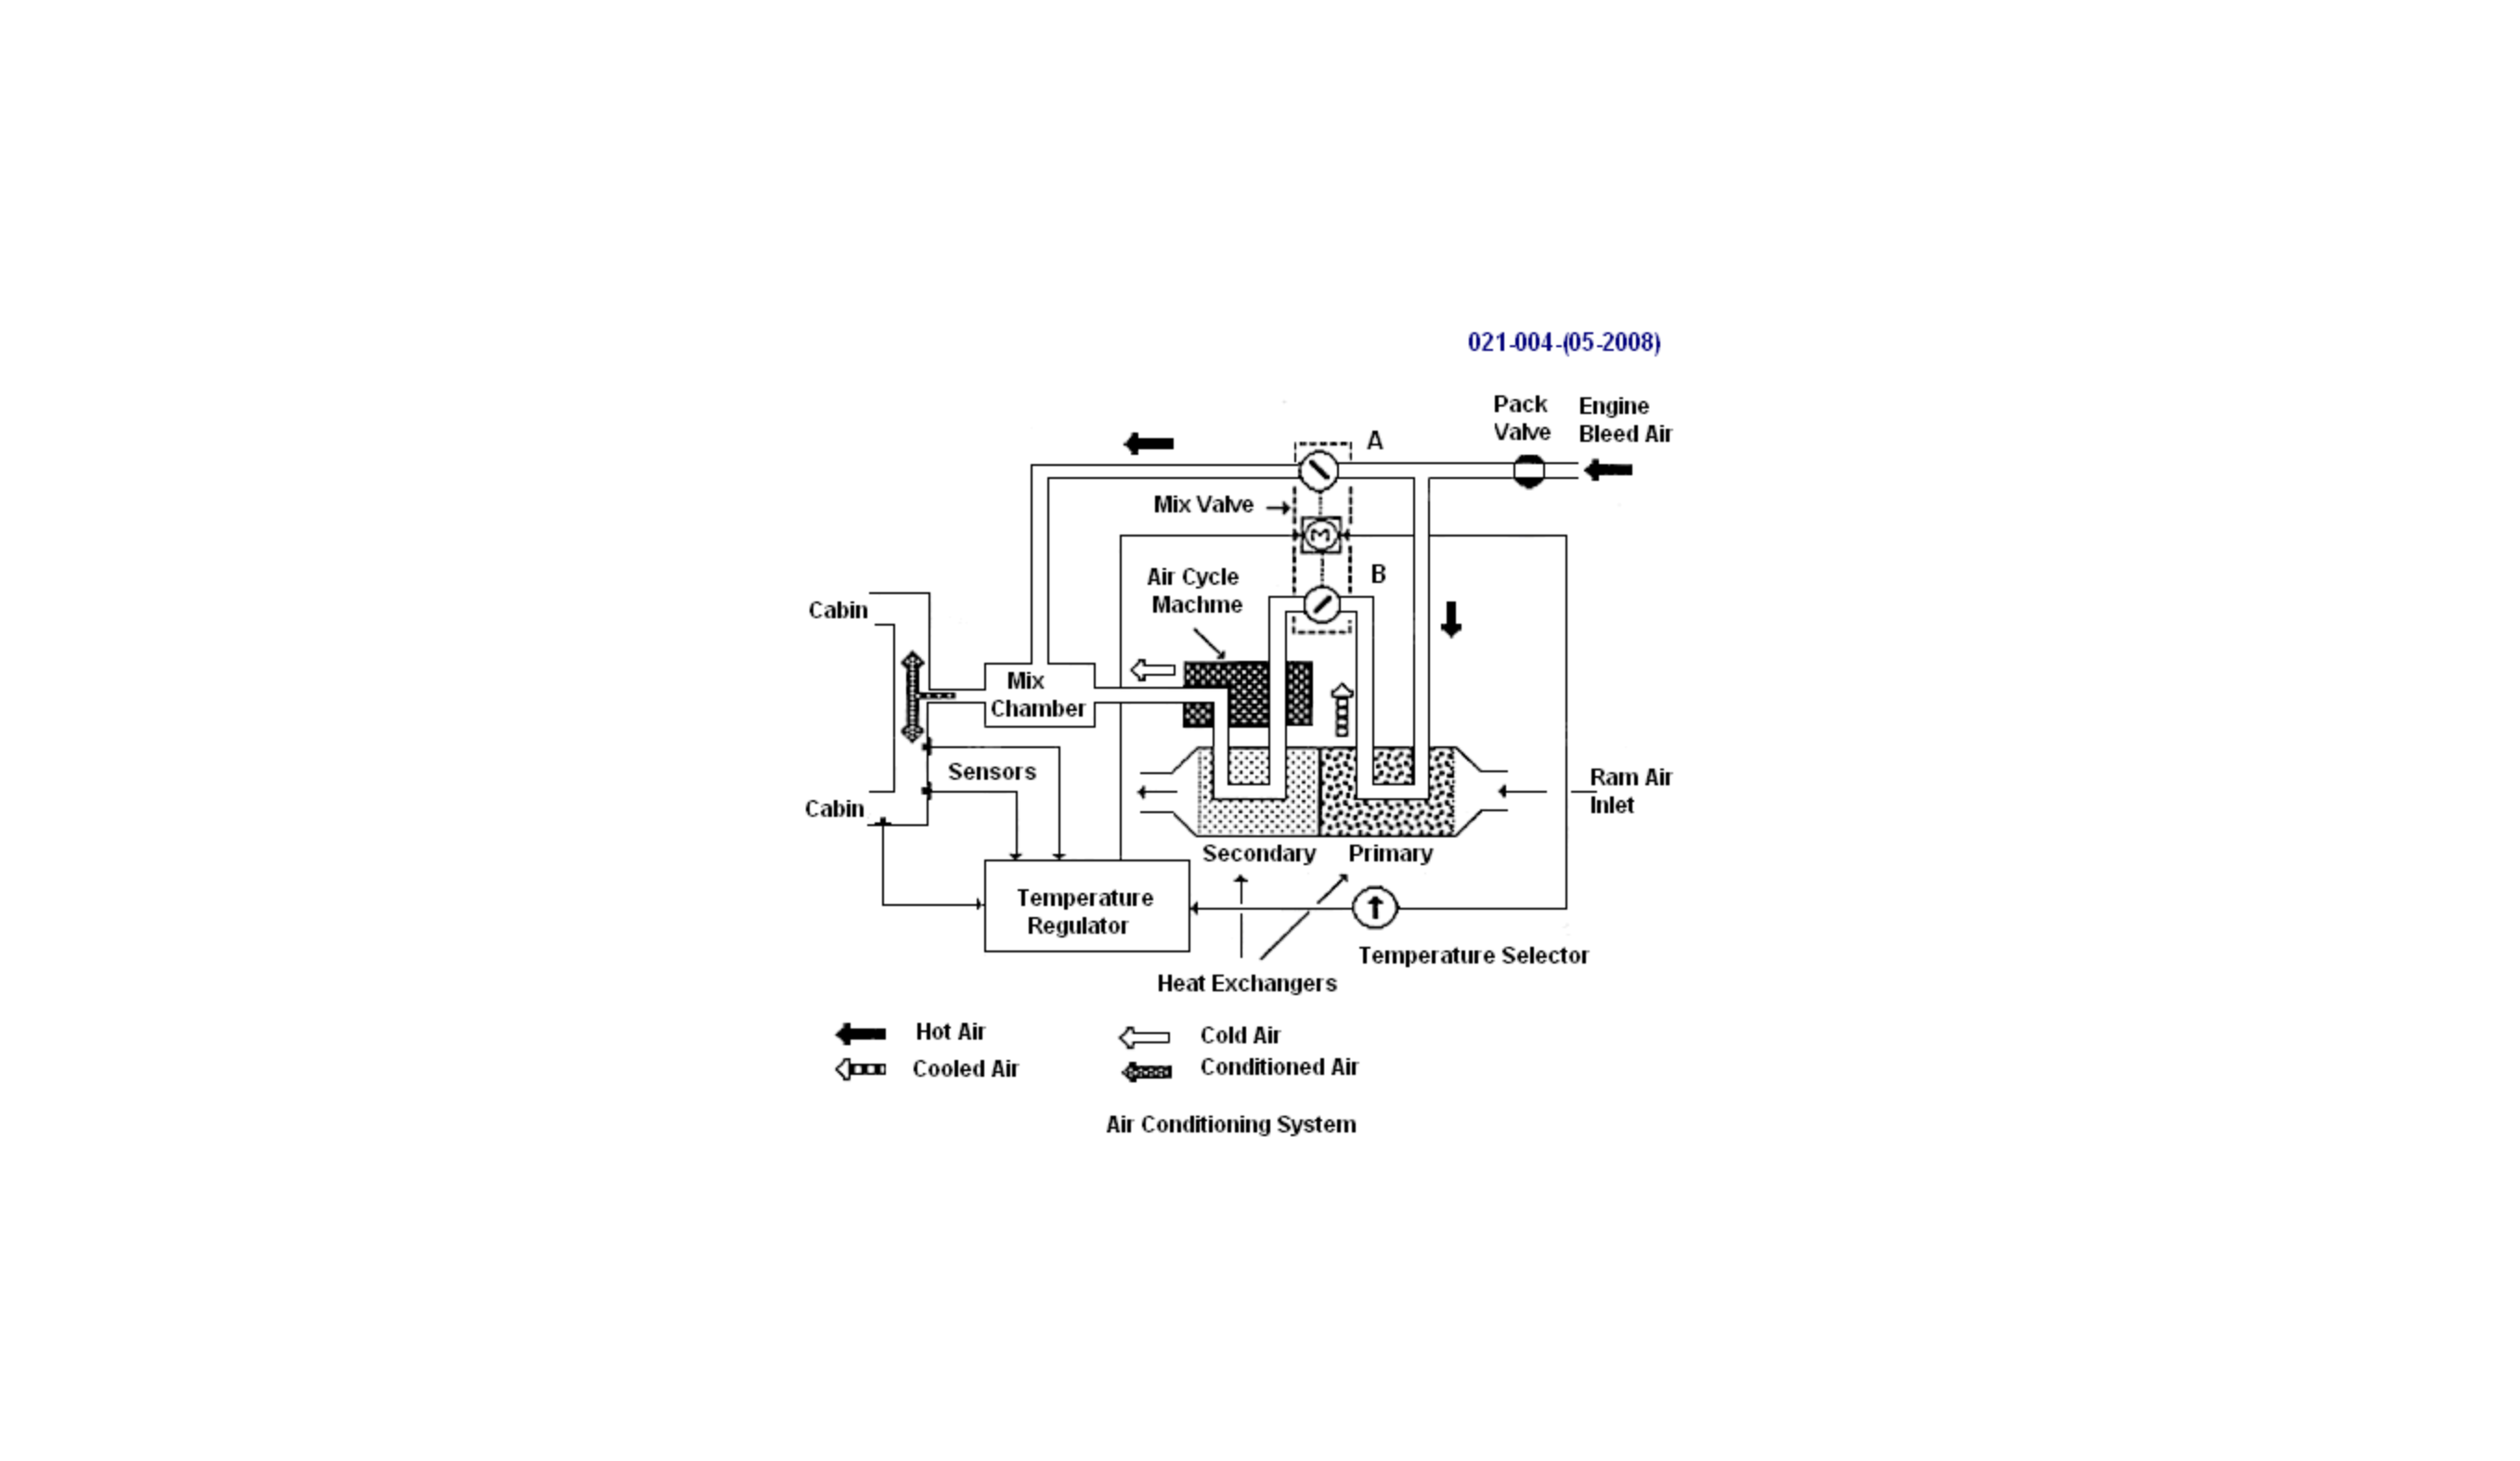 021-004-(05-2008)
Pack
Valve
Engine
Bleed Air
A
Mix Valve
M
B
Air Cycle
Machme
Cabin
Mix
Chamber
Sensors
Cabin
Ram Air
Inlet
Secondary
Primary
Temperature
Regulator
Temperature Selector
Heat Exchangers
Hot Air
Cold Air
Cooled Air
Conditioned Air
Air Conditioning System